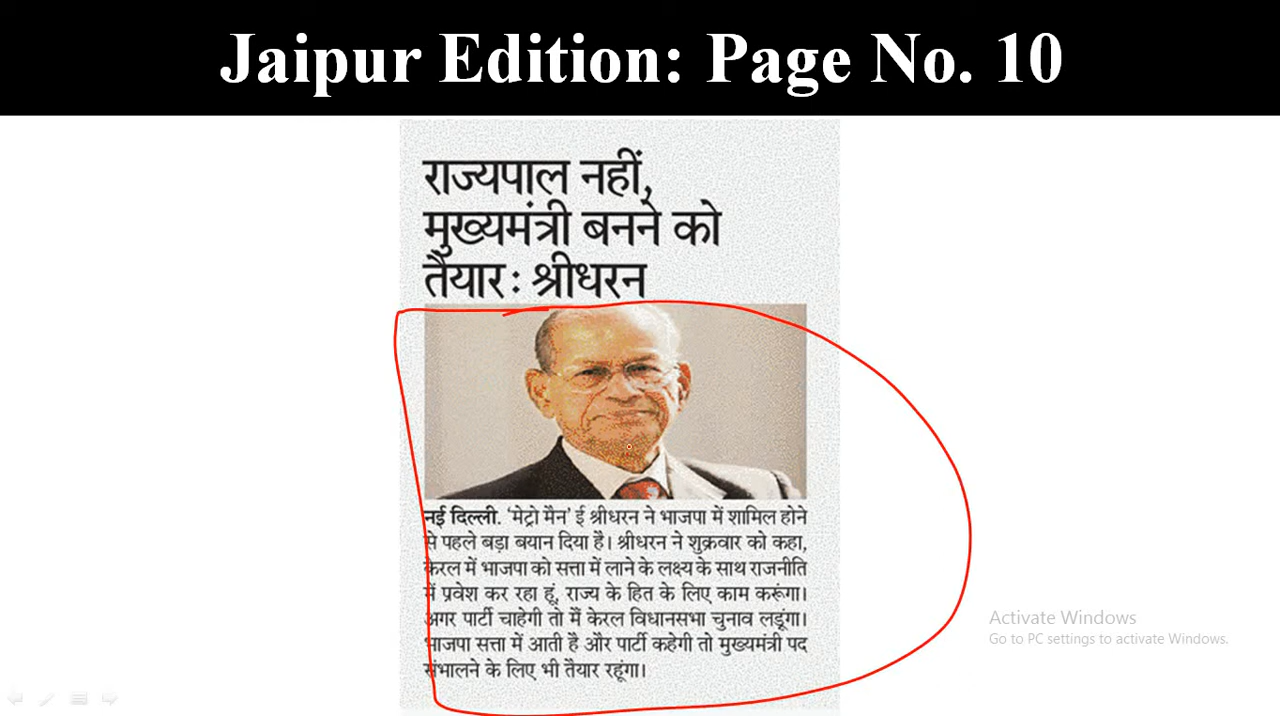 Jaipur Edition: Page No. 10
राज्यपाल नहीं,
मुख्यमंत्री बनने को
तैयार: श्रीधरन
नई दिल्ली. ‘मेट्रो मैन’ ई श्रीधरन ने भाजपा में शामिल होने
से पहले बड़ा बयान दिया है। श्रीधरन ने शुक्रवार को कहा,
केरल में भाजपा को सत्ता में लाने के लक्ष्य के साथ राजनीति
में प्रवेश कर रहा हूं, राज्य के हित के लिए काम करूंगा।
अगर पार्टी चाहेगी तो मैं केरल विधानसभा चुनाव लडूंगा।
भाजपा सत्ता में आती है और पार्टी कहेगी तो मुख्यमंत्री पद
संभालने के लिए भी तैयार रहूंगा।
Activate Windows
Go to PC settings to activate Windows.